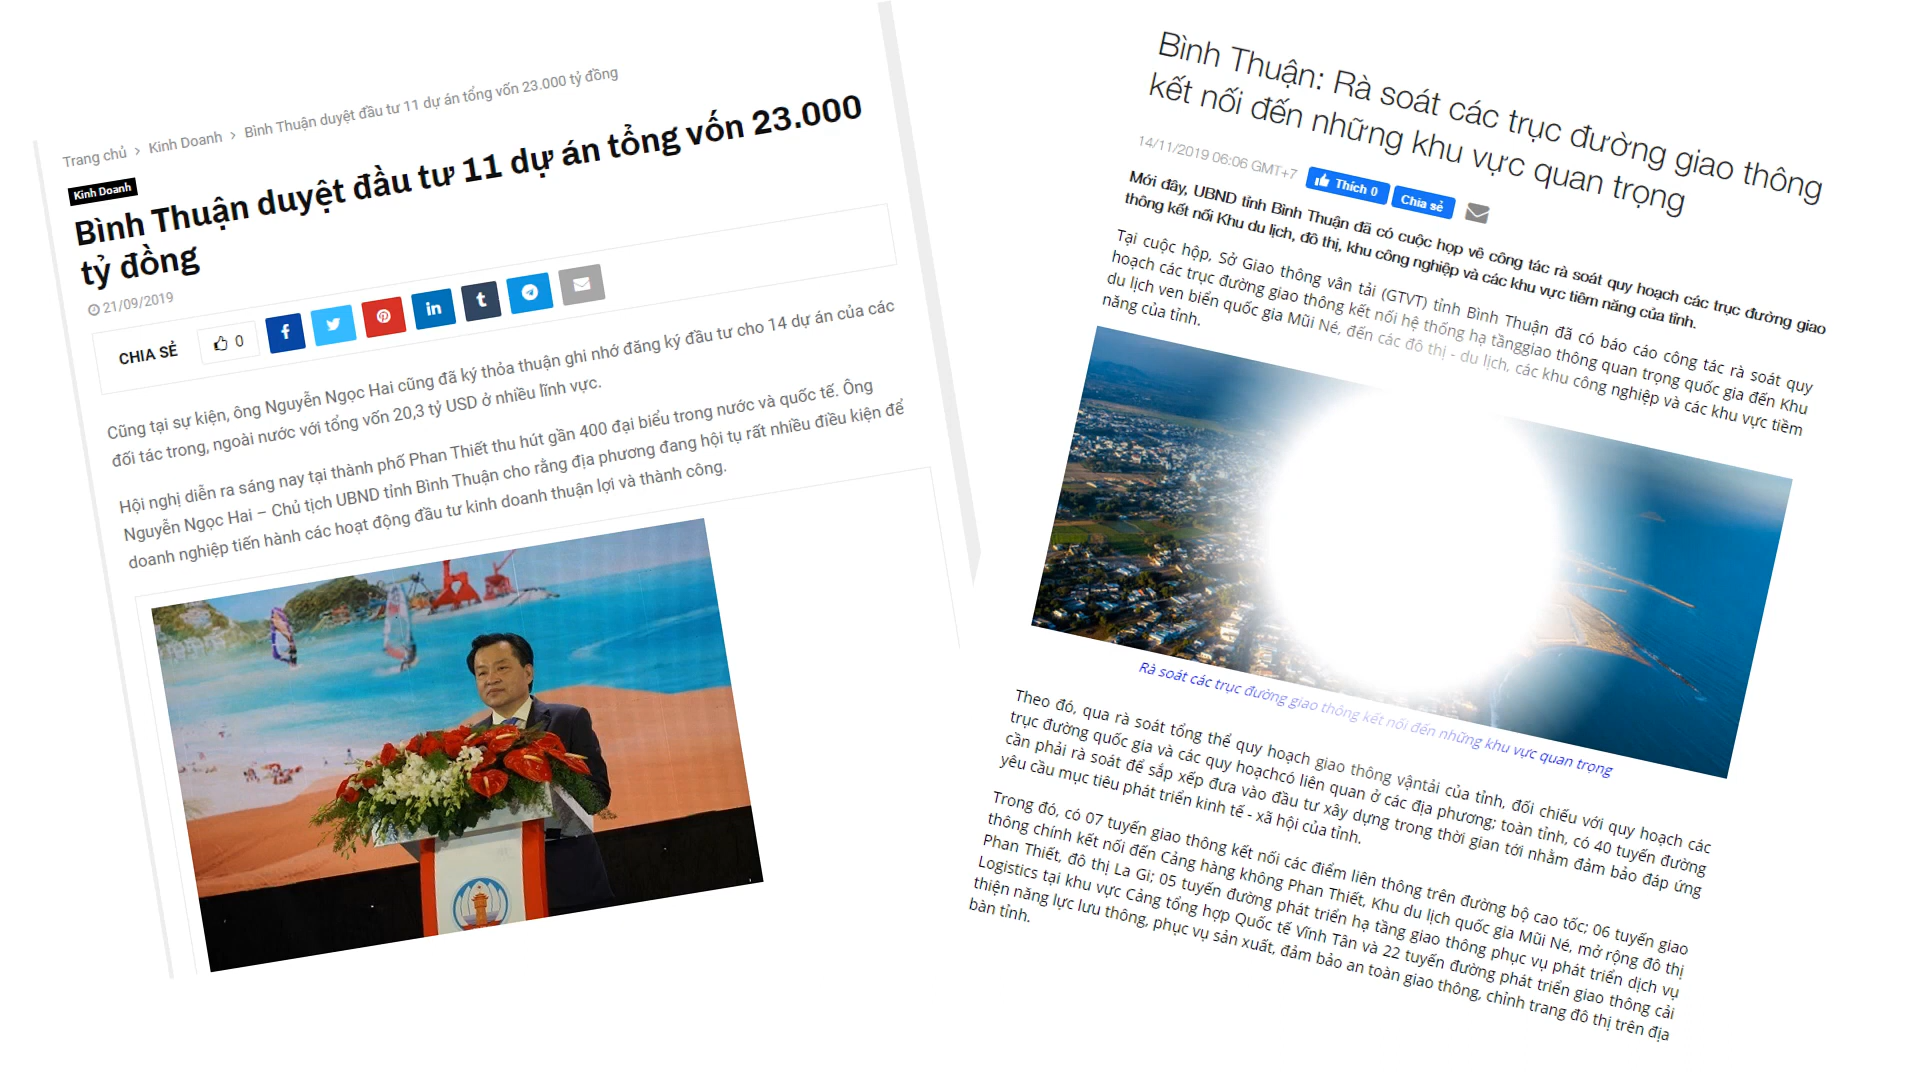 Trang chủ > Kinh Doanh > Bình Thuận duyệt đầu tư 11 dự án tổng vốn 23.000 tỷ đồng
Kinh Doanh
Bình Thuận duyệt đầu tư 11 dự án tổng vốn 23.000
tỷ đồng
21/09/2019
CHIA SẺ 0
Cũng tại sự kiện, ông Nguyễn Ngọc Hai cũng đã ký thỏa thuận ghi nhớ đăng ký đầu tư cho 14 dự án của các
đối tác trong, ngoài nước với tổng vốn 20,3 tỷ USD ở nhiều lĩnh vực.
Hội nghị diễn ra sáng nay tại thành phố Phan Thiết thu hút gần 400 đại biểu trong nước và quốc tế. Ông
Nguyễn Ngọc Hai – Chủ tịch UBND tỉnh Bình Thuận cho rằng địa phương đang hội tụ rất nhiều điều kiện để
doanh nghiệp tiến hành các hoạt động đầu tư kinh doanh thuận lợi và thành công.
Bình Thuận: Rà soát các trục đường giao thông
kết nối đến những khu vực quan trọng
14/11/2019 06:06 GMT+7 Thích 0 Chia sẻ
Mới đây, UBND tỉnh Bình Thuận đã có cuộc họp về công tác rà soát quy hoạch các trục đường giao
thông kết nối Khu du lịch, đô thị, khu công nghiệp và các khu vực tiềm năng của tỉnh.
Tại cuộc hộp, Sở Giao thông vân tải (GTVT) tỉnh Bình Thuận đã có báo cáo công tác rà soát quy
hoạch các trục đường giao thông kết nối hệ thống hạ tầnggiao thông quan trọng quốc gia đến Khu
du lịch ven biển quốc gia Mũi Né, đến các đô thị - du lịch, các khu công nghiệp và các khu vực tiềm
năng của tỉnh.
Rà soát các trục đường giao thông kết nối đến những khu vực quan trọng
Theo đó, qua rà soát tổng thể quy hoạch giao thông vậntải của tỉnh, đối chiếu với quy hoạch các
trục đường quốc gia và các quy hoạchcó liên quan ở các địa phương; toàn tỉnh, có 40 tuyến đường
cần phải rà soát để sắp xếp đưa vào đầu tư xây dựng trong thời gian tới nhằm đảm bảo đáp ứng
yêu cầu mục tiêu phát triển kinh tế - xã hội của tỉnh.
Trong đó, có 07 tuyến giao thông kết nối các điểm liên thông trên đường bộ cao tốc; 06 tuyến giao
thông chính kết nối đến Cảng hàng không Phan Thiết, Khu du lịch quốc gia Mũi Né, mở rộng đô thị
Phan Thiết, đô thị La Gi; 05 tuyến đường phát triển hạ tầng giao thông phục vụ phát triển dịch vụ
Logistics tại khu vực Cảng tổng hợp Quốc tế Vĩnh Tân và 22 tuyến đường phát triển giao thông cải
thiện năng lực lưu thông, phục vụ sản xuất, đảm bảo an toàn giao thông, chỉnh trang đô thị trên địa
bàn tỉnh.